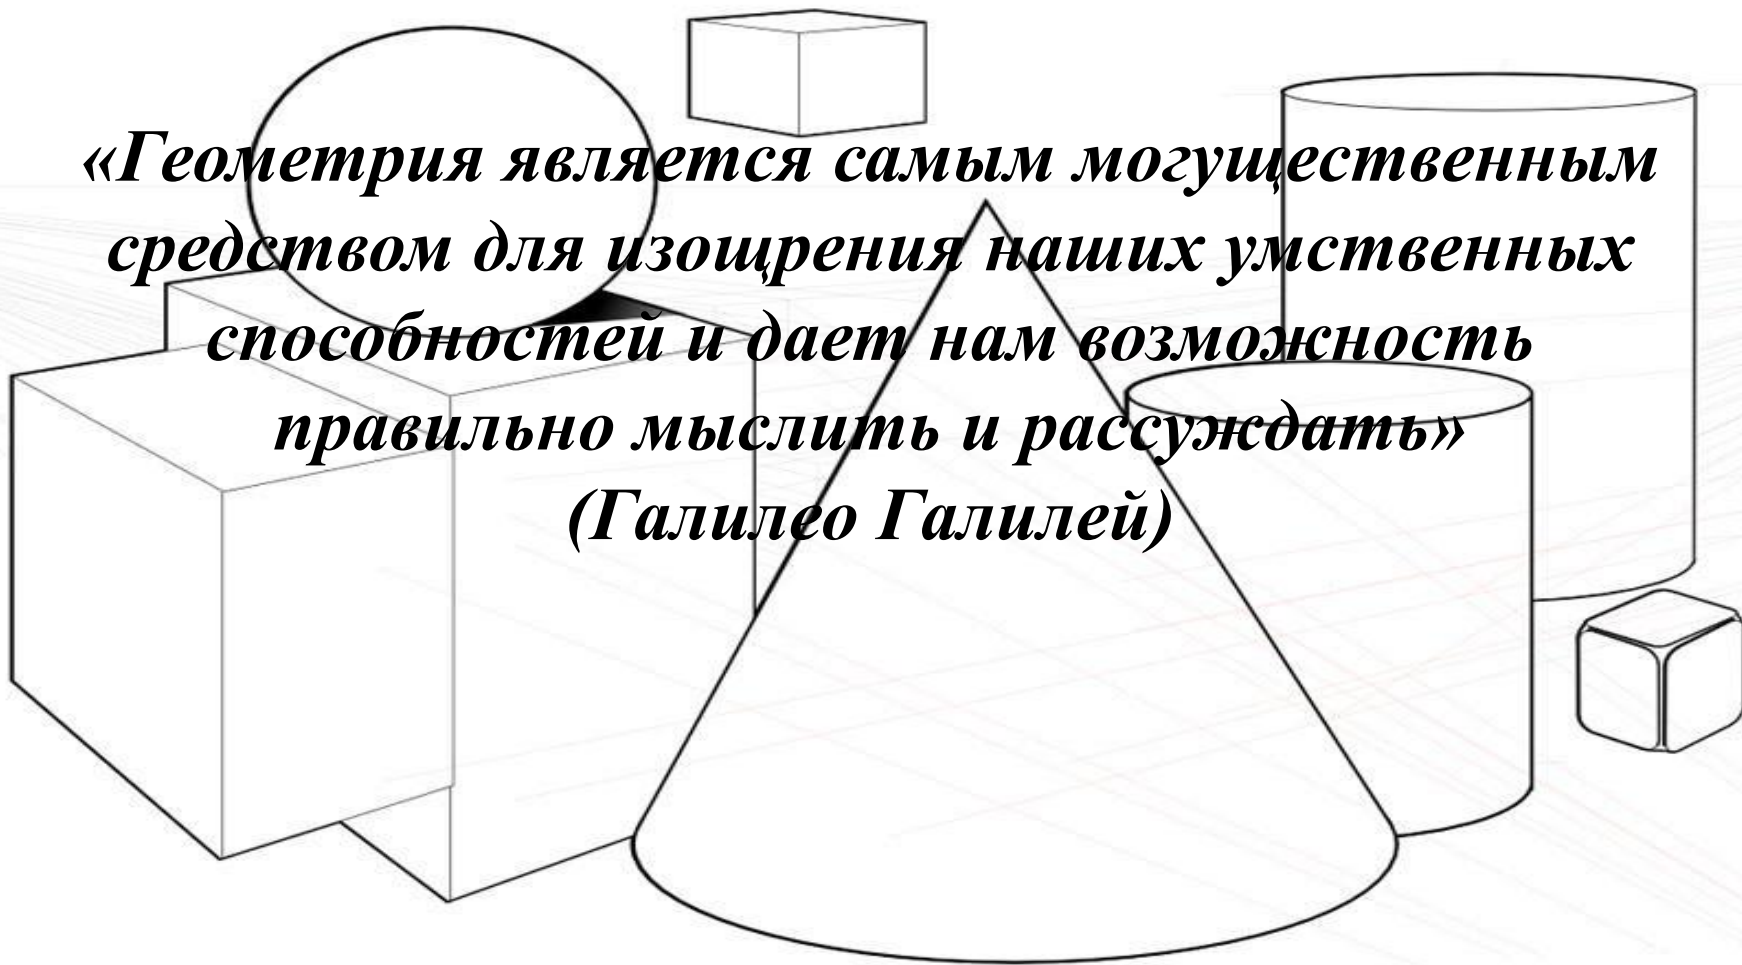 «Геометрия является самым могущественным
средством для изощрения наших умственных
способностей и дает нам возможность
правильно мыслить и рассуждать»
(Галилео Галилей)